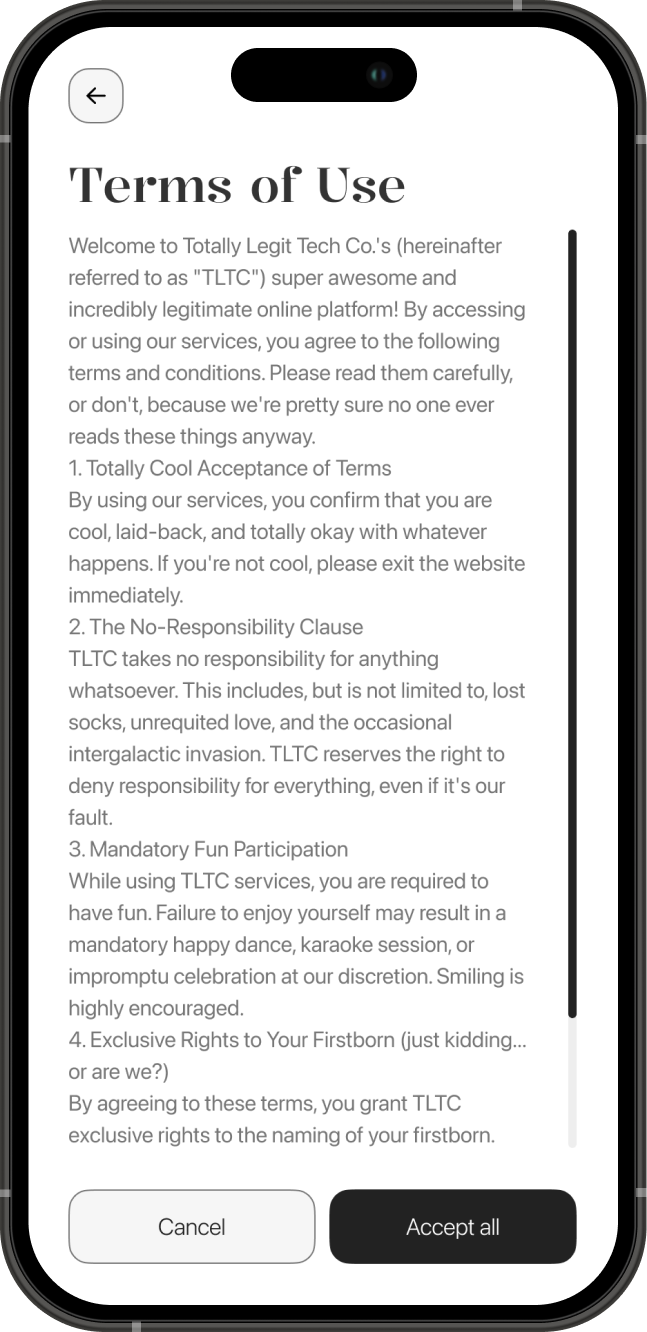 Terms of Use
Welcome to Totally Legit Tech Co.'s (hereinafter
referred to as "TLTC") super awesome and
incredibly legitimate online platform! By accessing
or using our services, you agree to the following
terms and conditions. Please read them carefully,
or don't, because we're pretty sure no one ever
reads these things anyway.
1. Totally Cool Acceptance of Terms
By using our services, you confirm that you are
cool, laid-back, and totally okay with whatever
happens. If you're not cool, please exit the website
immediately.
2. The No-Responsibility Clause
TLTC takes no responsibility for anything
whatsoever. This includes, but is not limited to, lost
socks, unrequited love, and the occasional
intergalactic invasion. TLTC reserves the right to
deny responsibility for everything, even if it's our
fault.
3. Mandatory Fun Participation
While using TLTC services, you are required to
have fun. Failure to enjoy yourself may result in a
mandatory happy dance, karaoke session, or
impromptu celebration at our discretion. Smiling is
highly encouraged.
4. Exclusive Rights to Your Firstborn (just kidding...
or are we?)
By agreeing to these terms, you grant TLTC
exclusive rights to the naming of your firstborn.
Cancel
Accept all